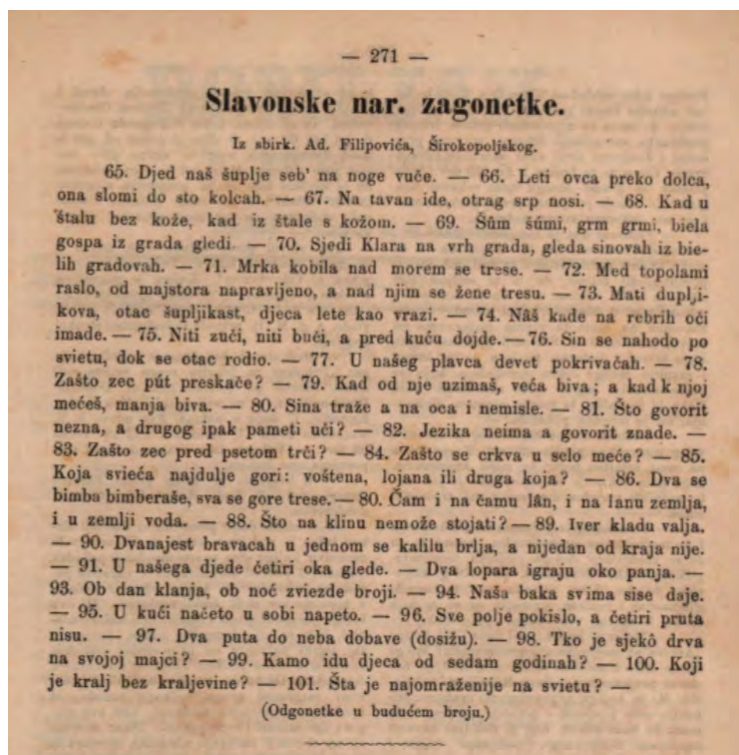 — 271 —
Slavonske nar. zagonetke.
Iz sbirk. Ad. Filipovića, Širokopoljskog.
65. Djed naš šuplje seb' na noge vuče. — 66. Leti ovca preko dolca,
ona slomi do sto kolcah. — 67. Na tavan ide, otrag srp nosi. — 68. Kad u
štalu bez kože, kad iz štale s kožom. — 69. Šûm šúmi, grm grmi, biela
gospa iz grada gledi. — 70. Sjedi Klara na vrh grada, gleda sinovah iz bie-
lih gradovah. — 71. Mrka kobila nad morem se trese. — 72. Med topolami
raslo, od majstora napravljeno, a nad njim se žene tresu. — 73. Mati duplji-
kova, otac šupljikast, djeca lete kao vrazi. — 74. Nâš kade na rebrih oči
imade. — 75. Niti zuči, niti buči, a pred kuću dojde. — 76. Sin se nahodo po
svietu, dok se otac rodio. — 77. U našeg plavca devet pokrivačah. — 78.
Zašto zec pút preskače? — 79. Kad od nje uzimaš, veća biva; a kad k njoj
mećeš, manja biva. — 80. Sina traže a na oca i nemisle. — 81. Što govorit
nezna, a drugog ipak pameti uči? — 82. Jezika neima a govorit znade. —
83. Zašto zec pred psetom trči? — 84. Zašto se crkva u selo meće? — 85.
Koja svieća najdulje gori: voštena, lojana ili druga koja? — 86. Dva se
bimba bimberaše, sva se gore trese. — 80. Čam i na čamu lân, i na lanu zemlja,
i u zemlji voda. — 88. Što na klinu nemože stojati? — 89. Iver kladu valja.
— 90. Dvanajest bravacah u jednom se kalilu brlja, a nijedan od kraja nije.
— 91. U našega djede četiri oka glede. — Dva lopara igraju oko panja. —
93. Ob dan klanja, ob noć zviezde broji. — 94. Naša baka svima sise daje.
— 95. U kući načeto u sobi napeto. — 96. Sve polje pokislo, a četiri pruta
nisu. — 97. Dva puta do neba dobave (dosižu). — 98. Tko je sjekô drva
na svojoj majci? — 99. Kamo idu djeca od sedam godinah? — 100. Koji
je kralj bez kraljevine? — 101. Šta je najomraženije na svietu? —
(Odgonetke u budućem broju.)